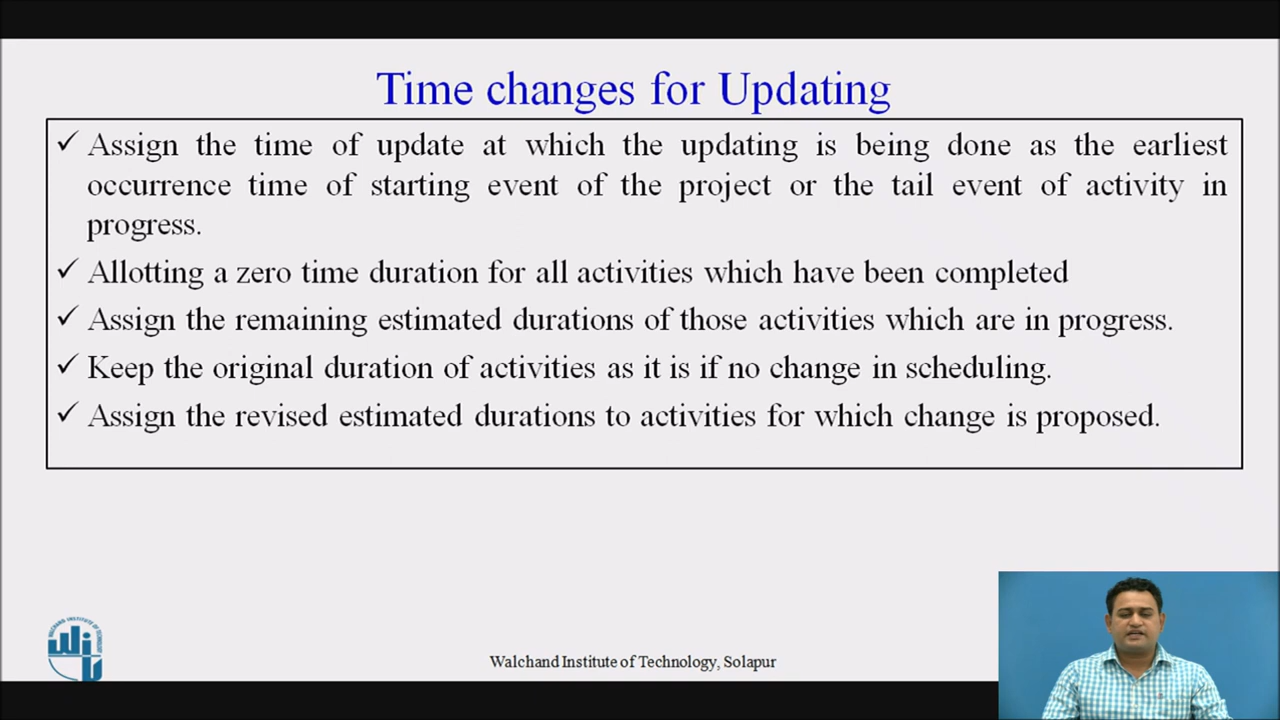 Time changes for Updating
✓ Assign the time of update at which the updating is being done as the earliest
occurrence time of starting event of the project or the tail event of activity in
progress.
✓ Allotting a zero time duration for all activities which have been completed
✓ Assign the remaining estimated durations of those activities which are in progress.
✓ Keep the original duration of activities as it is if no change in scheduling.
✓ Assign the revised estimated durations to activities for which change is proposed.
Walchand Institute of Technology, Solapur